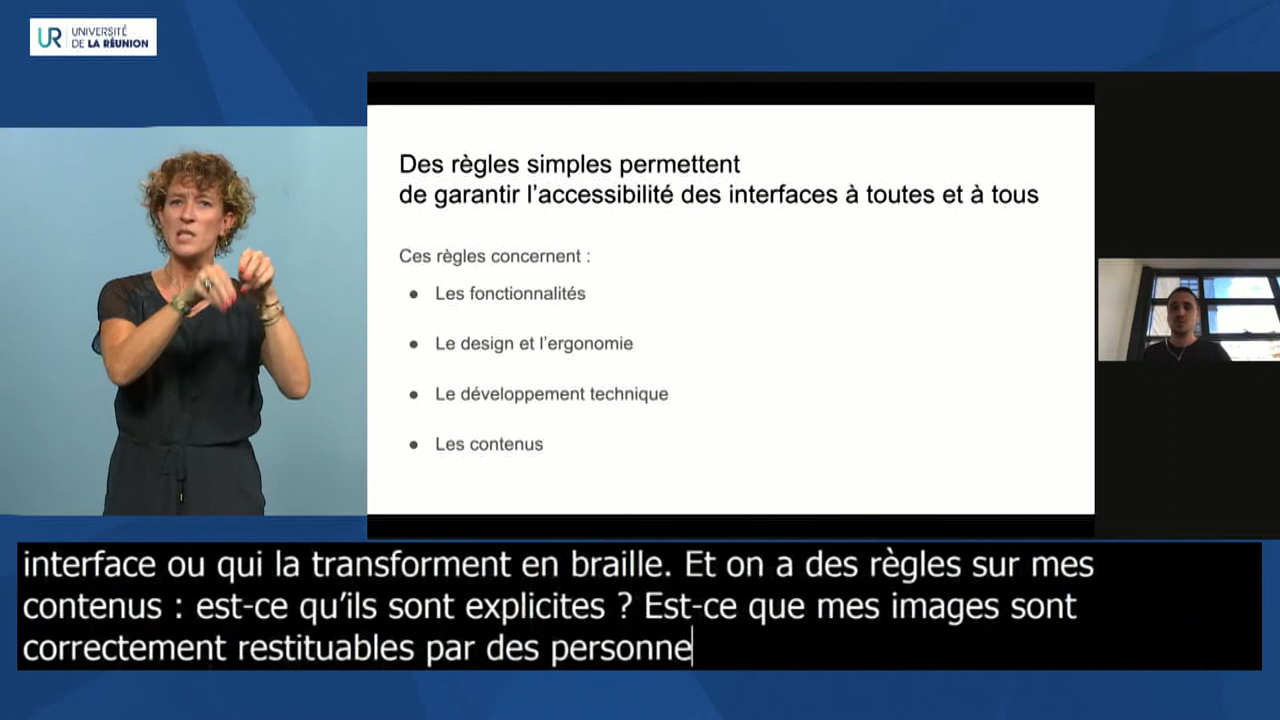 UR UNIVERSITÉ
DE LA RÉUNION
Des règles simples permettent
de garantir l'accessibilité des interfaces à toutes et à tous
Ces règles concernent :
● Les fonctionnalités
● Le design et l'ergonomie
● Le développement technique
● Les contenus
interface ou qui la transforment en braille. Et on a des règles sur mes
contenus : est-ce qu'ils sont explicites ? Est-ce que mes images sont
correctement restituables par des personne